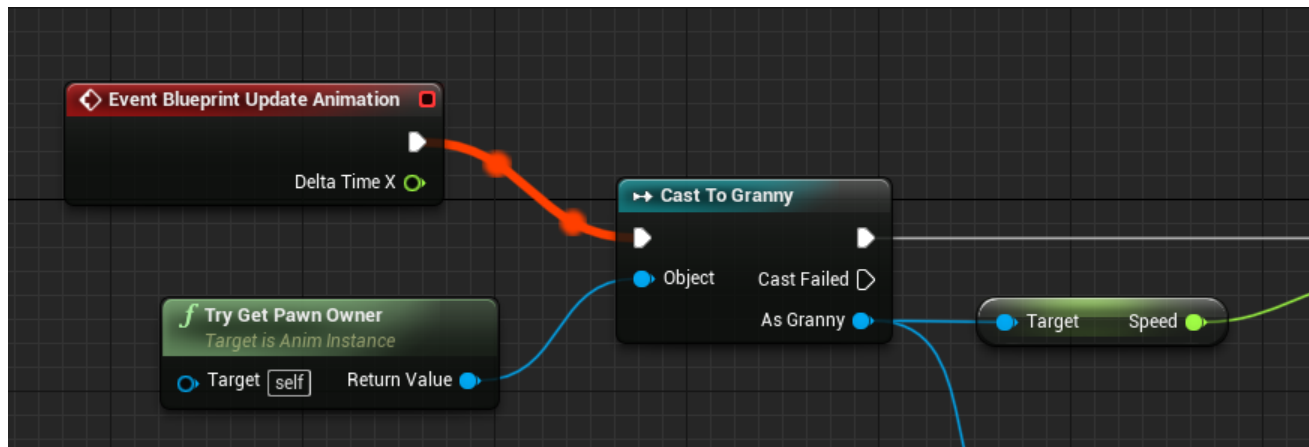 Event Blueprint Update Animation
Delta Time X
Cast To Granny
Object
Cast Failed
As Granny
Try Get Pawn Owner
Target is Anim Instance
Target self
Return Value
Target
Speed